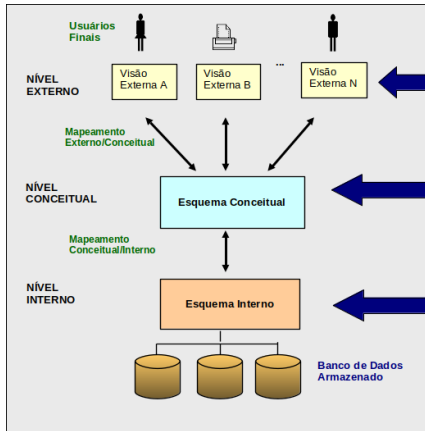 Usuários
Finais
NÍVEL
EXTERNO
Visão
Externa A
Visão
Externa B
...
Visão
Externa N
Mapeamento
Externo/Conceitual
NÍVEL
CONCEITUAL
Esquema Conceitual
Mapeamento
Conceitual/Interno
NÍVEL
INTERNO
Esquema Interno
Banco de Dados
Armazenado